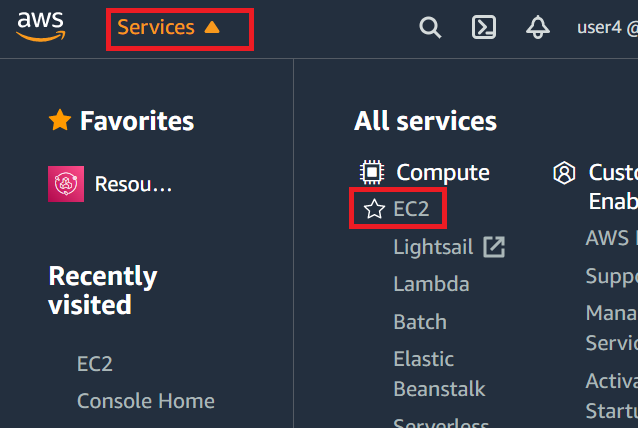 aws
Services
user4 @
Favorites
Resou...
Recently
visited
EC2
Console Home
All services
Compute
EC2
Lightsail
Lambda
Batch
Elastic
Beanstalk
Serverless
Custo
Enab
AWS
Suppo
Mana
Servic
Activa
Startu